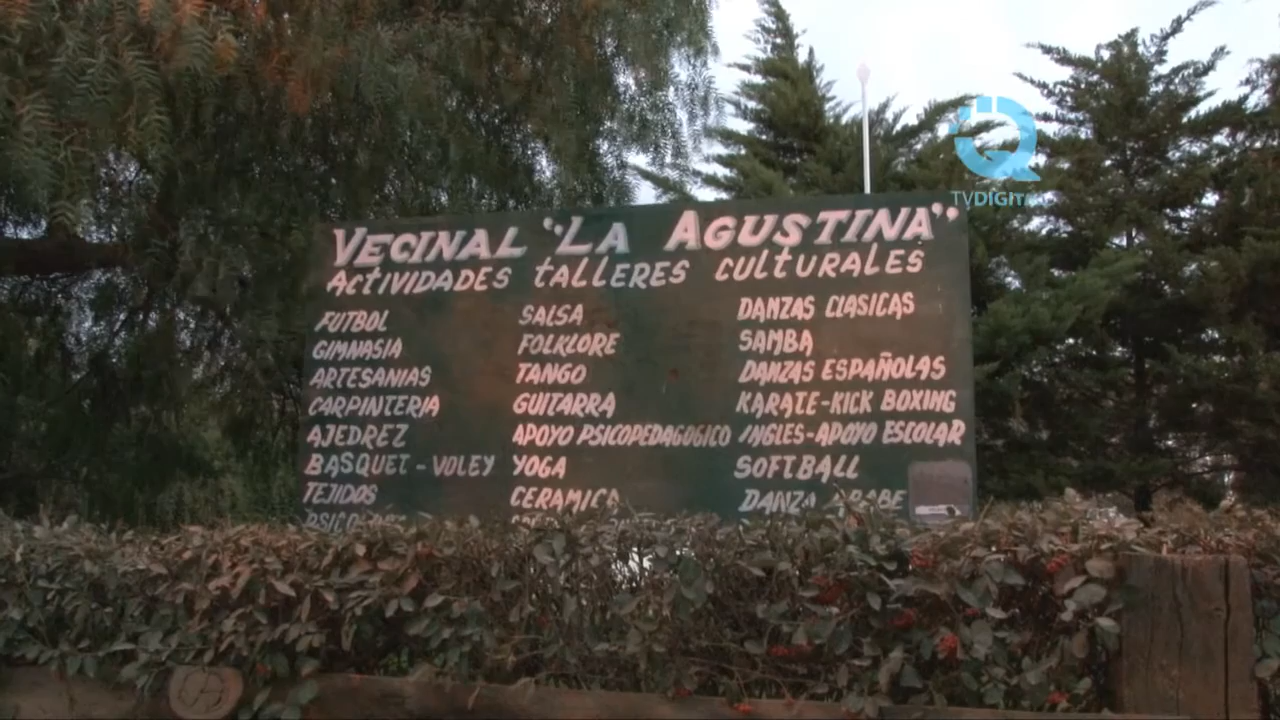 VECINAL "LA AGUSTINA"
ACTIVIDADES TALLERES CULTURALES
FUTBOL
GIMNASIA
ARTESANIAS
CARPINTERIA
AJEDREZ
BASQUET - VOLEY
TEJIDOS
SALSA
FOLKLORE
TANGO
GUITARRA
APOYO PSICOPEDAGOGICO
YOGA
CERAMICA
DANZAS CLASICAS
SAMBA
DANZAS ESPAÑOLAS
KARATE-KICK BOXING
INGLES-APOYO ESCOLAR
SOFTBALL
DANZA ARABE
TVDIGITAL